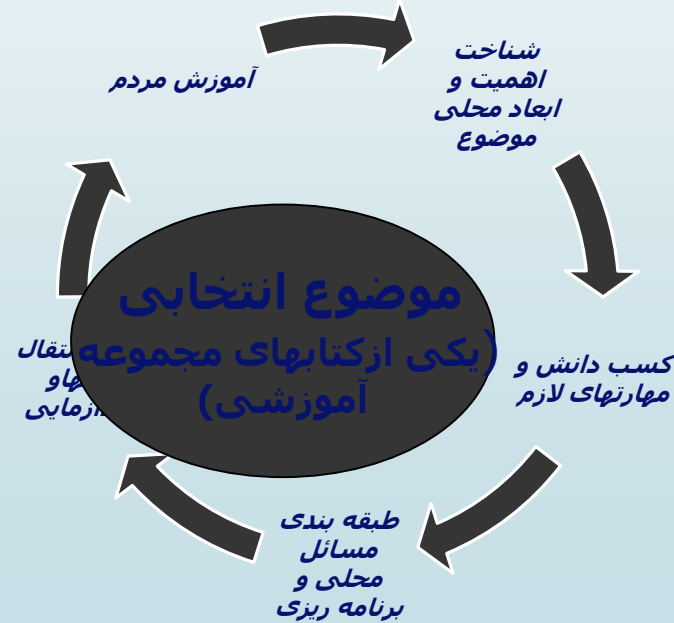 شناخت
اهمیت و
ابعاد محلی
موضوع
کسب دانش و
مهارتهای لازم
طبقه بندی
مسائل
محلی و
برنامه ریزی
آموزش مردم
موضوع انتخابی
(یکی ازکتابهای مجموعه
آموزشی)